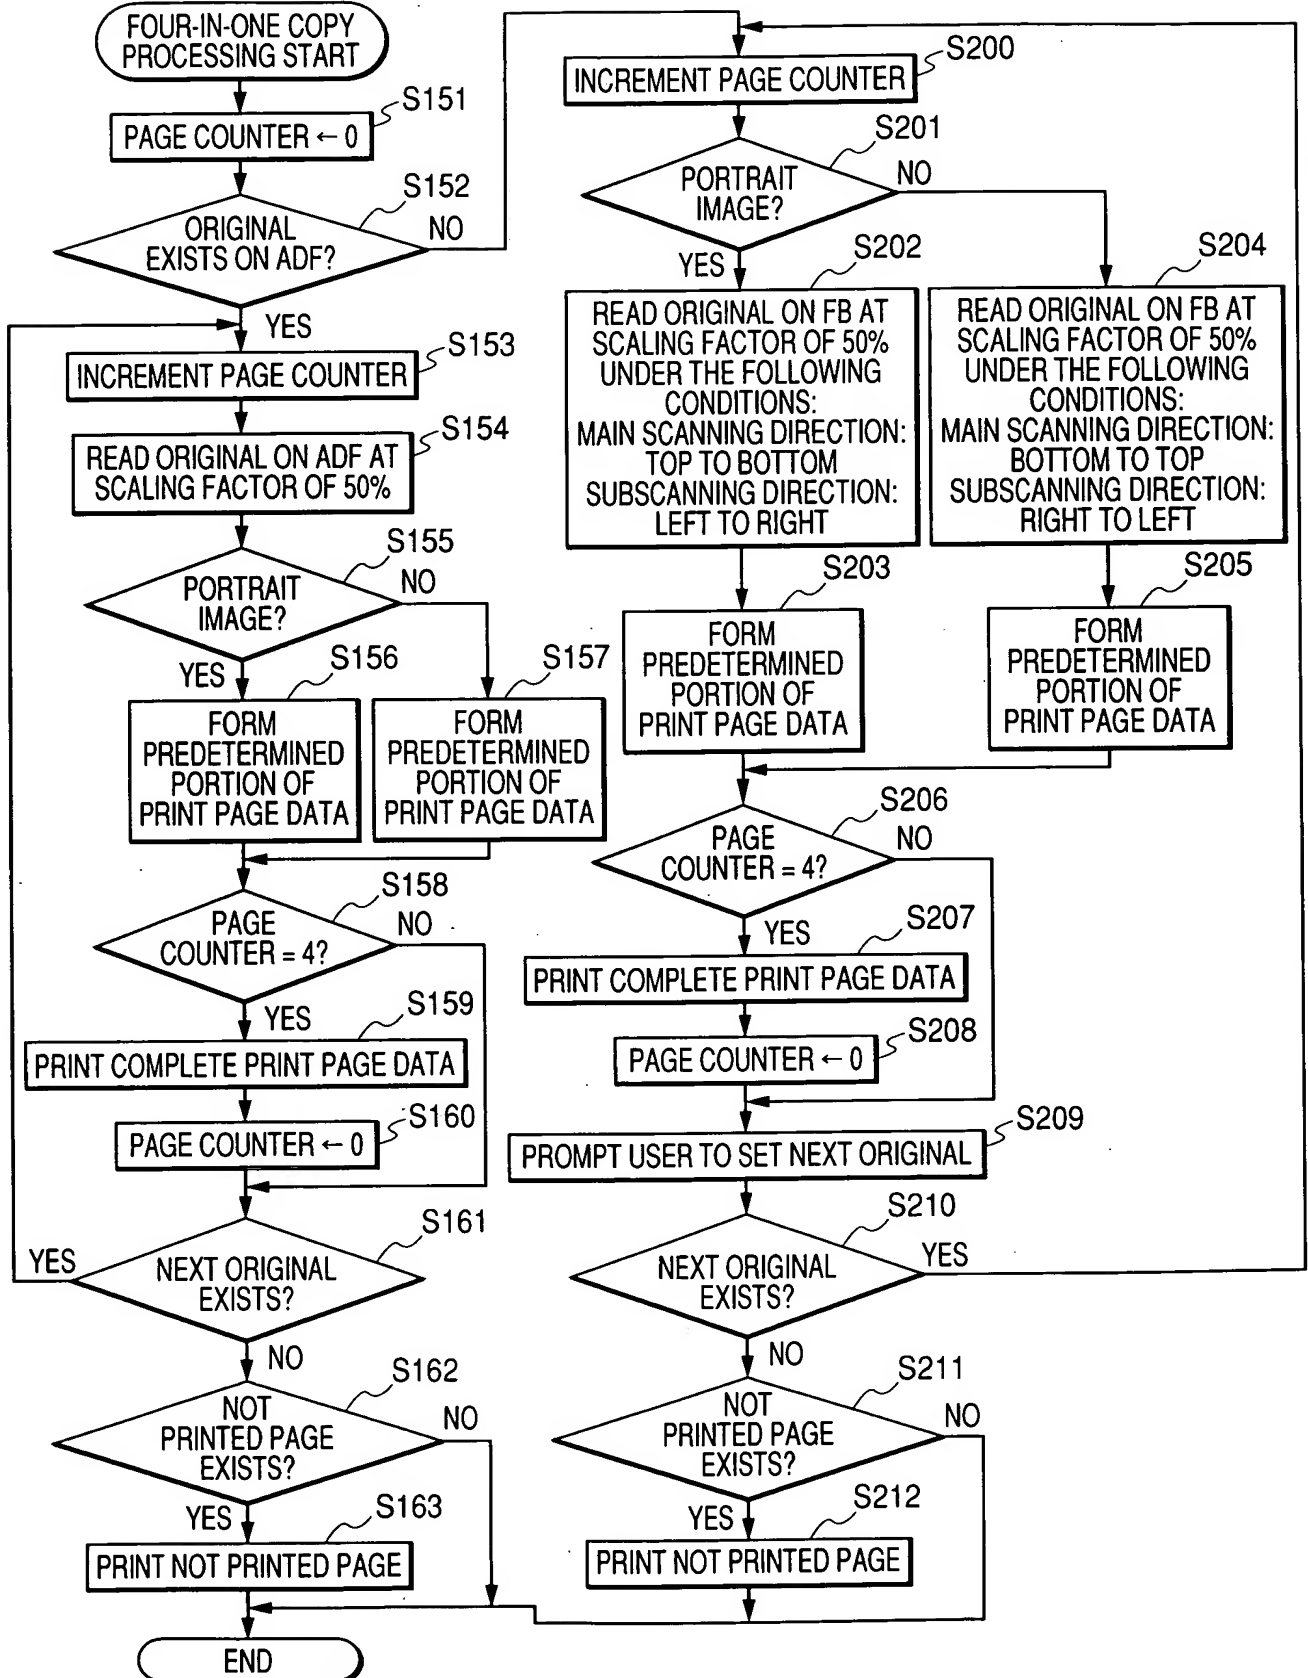 FOUR-IN-ONE COPY
PROCESSING START
S151
PAGE COUNTER ← 0
S152
ORIGINAL
EXISTS ON ADF?
NO
YES
S153
INCREMENT PAGE COUNTER
S154
READ ORIGINAL ON ADF AT
SCALING FACTOR OF 50%
S155
PORTRAIT
IMAGE?
NO
YES
S156
FORM
PREDETERMINED
PORTION OF
PRINT PAGE DATA
S157
FORM
PREDETERMINED
PORTION OF
PRINT PAGE DATA
S158
PAGE
COUNTER = 4?
NO
YES
S159
PRINT COMPLETE PRINT PAGE DATA
S160
PAGE COUNTER ← 0
S161
NEXT ORIGINAL
EXISTS?
YES
NO
S162
NOT
PRINTED PAGE
EXISTS?
NO
YES
S163
PRINT NOT PRINTED PAGE
END
S200
INCREMENT PAGE COUNTER
S201
PORTRAIT
IMAGE?
NO
YES
S202
READ ORIGINAL ON FB AT
SCALING FACTOR OF 50%
UNDER THE FOLLOWING
CONDITIONS:
MAIN SCANNING DIRECTION:
TOP TO BOTTOM
SUBSCANNING DIRECTION:
LEFT TO RIGHT
S204
READ ORIGINAL ON FB AT
SCALING FACTOR OF 50%
UNDER THE FOLLOWING
CONDITIONS:
MAIN SCANNING DIRECTION:
BOTTOM TO TOP
SUBSCANNING DIRECTION:
RIGHT TO LEFT
S203
FORM
PREDETERMINED
PORTION OF
PRINT PAGE DATA
S205
FORM
PREDETERMINED
PORTION OF
PRINT PAGE DATA
S206
PAGE
COUNTER = 4?
NO
YES
S207
PRINT COMPLETE PRINT PAGE DATA
S208
PAGE COUNTER ← 0
S209
PROMPT USER TO SET NEXT ORIGINAL
S210
NEXT ORIGINAL
EXISTS?
YES
NO
S211
NOT
PRINTED PAGE
EXISTS?
NO
YES
S212
PRINT NOT PRINTED PAGE